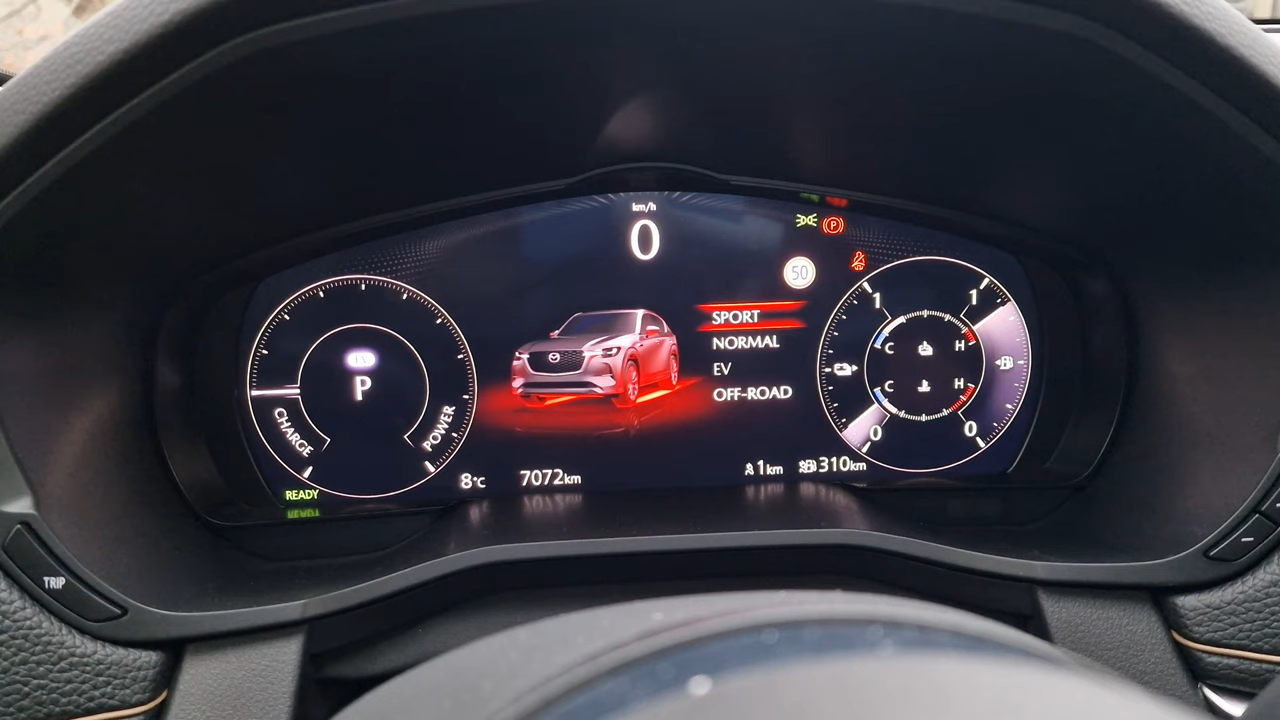 km/h
0
P
50
SPORT
NORMAL
EV
OFF-ROAD
EV
P
CHARGE
POWER
1
1
C
H
C
H
0
0
8°C
7072km
1km
310km
READY
TRIP
-